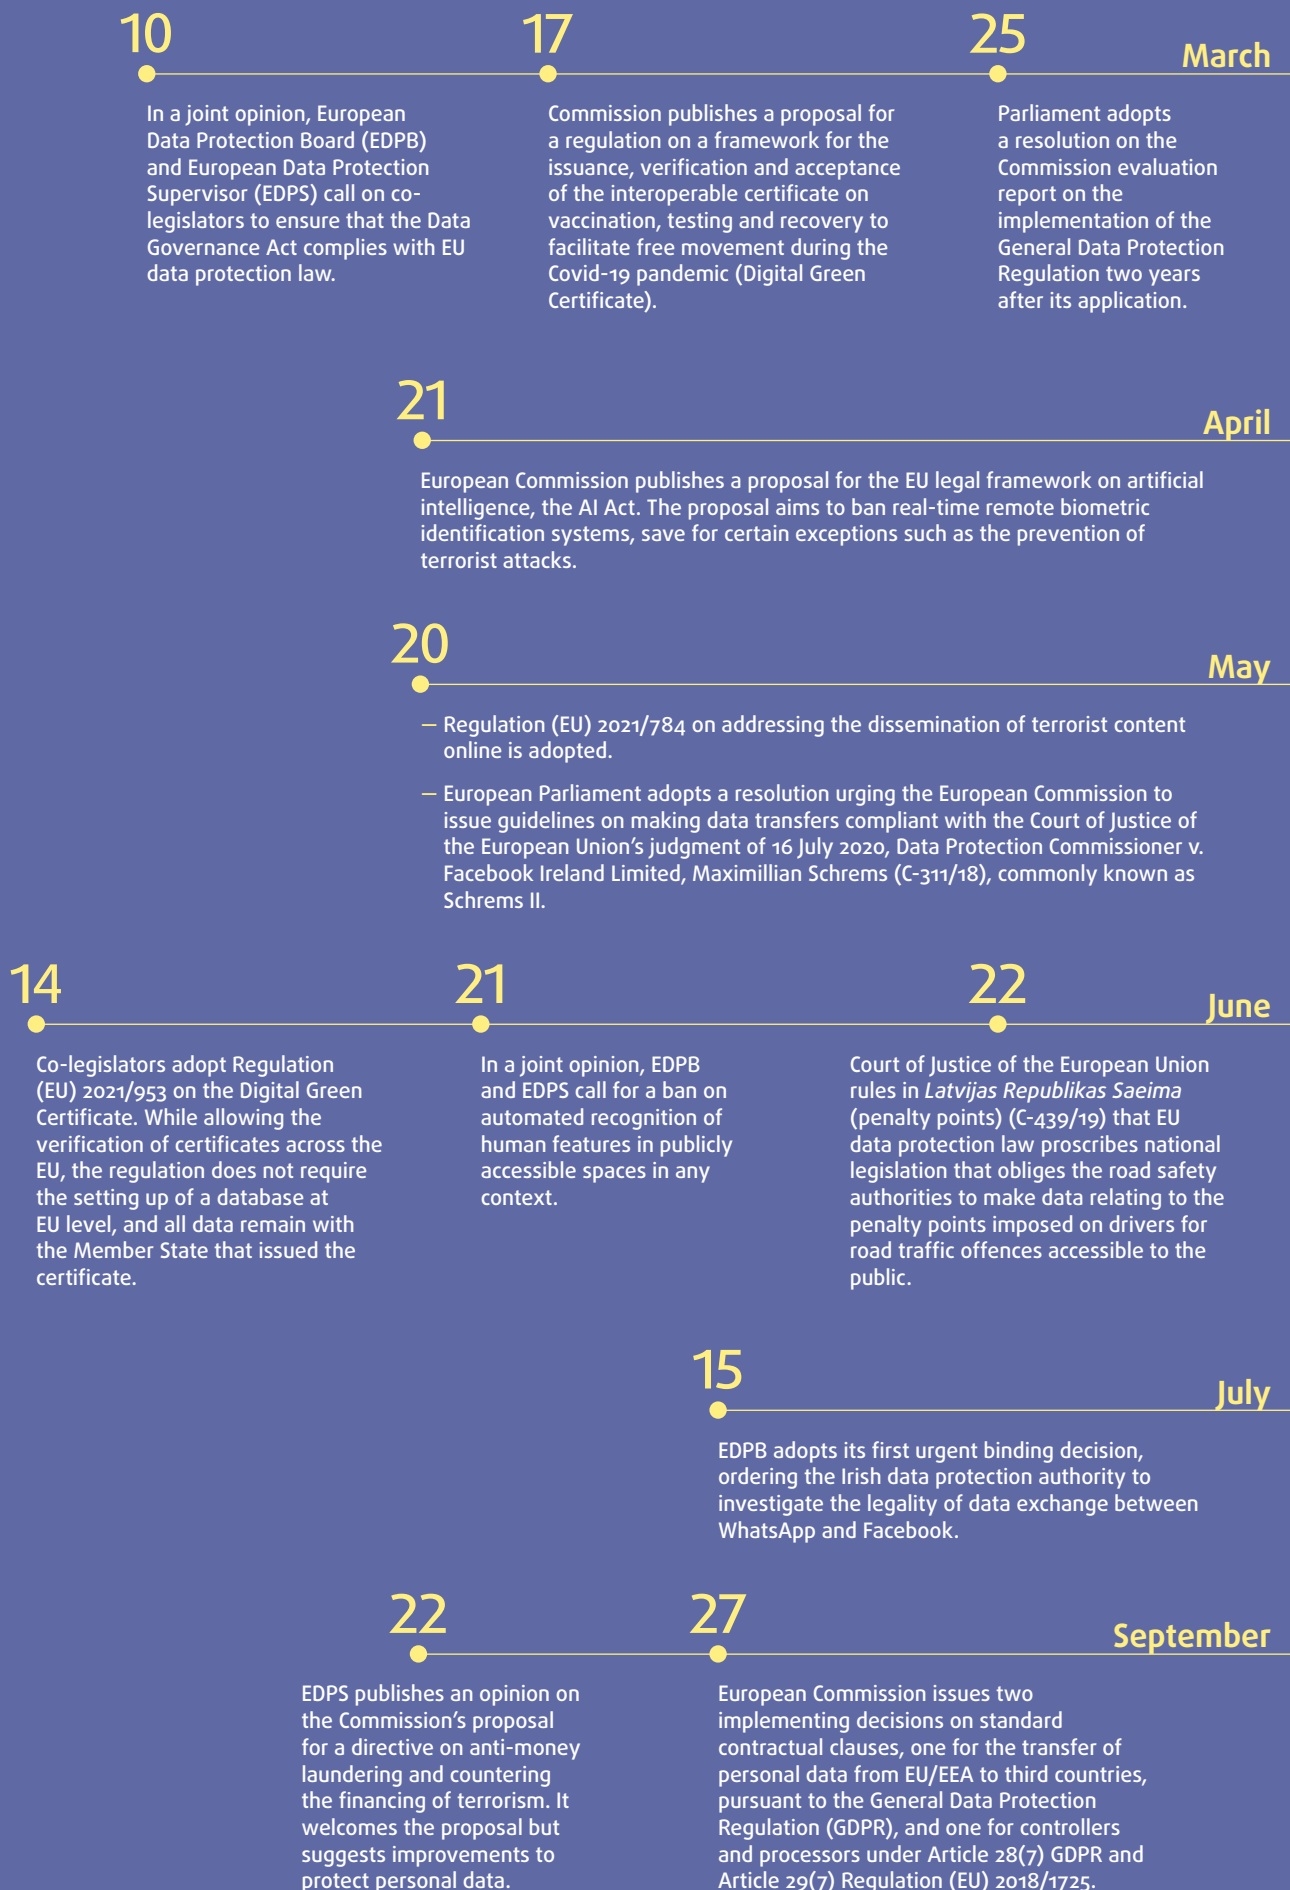 10
17
25
March
In a joint opinion, European
Data Protection Board (EDPB)
and European Data Protection
Supervisor (EDPS) call on co-
legislators to ensure that the Data
Governance Act complies with EU
data protection law.
Commission publishes a proposal for
a regulation on a framework for the
issuance, verification and acceptance
of the interoperable certificate on
vaccination, testing and recovery to
facilitate free movement during the
Covid-19 pandemic (Digital Green
Certificate).
Parliament adopts
a resolution on the
Commission evaluation
report on the
implementation of the
General Data Protection
Regulation two years
after its application.
21
April
European Commission publishes a proposal for the EU legal framework on artificial
intelligence, the AI Act. The proposal aims to ban real-time remote biometric
identification systems, save for certain exceptions such as the prevention of
terrorist attacks.
20
May
— Regulation (EU) 2021/784 on addressing the dissemination of terrorist content
online is adopted.
— European Parliament adopts a resolution urging the European Commission to
issue guidelines on making data transfers compliant with the Court of Justice of
the European Union's judgment of 16 July 2020, Data Protection Commissioner v.
Facebook Ireland Limited, Maximillian Schrems (C-311/18), commonly known as
Schrems II.
14
21
22
June
Co-legislators adopt Regulation
(EU) 2021/953 on the Digital Green
Certificate. While allowing the
verification of certificates across the
EU, the regulation does not require
the setting up of a database at
EU level, and all data remain with
the Member State that issued the
certificate.
In a joint opinion, EDPB
and EDPS call for a ban on
automated recognition of
human features in publicly
accessible spaces in any
context.
Court of Justice of the European Union
rules in Latvijas Republikas Saeima
(penalty points) (C-439/19) that EU
data protection law proscribes national
legislation that obliges the road safety
authorities to make data relating to the
penalty points imposed on drivers for
road traffic offences accessible to the
public.
15
July
EDPB adopts its first urgent binding decision,
ordering the Irish data protection authority to
investigate the legality of data exchange between
WhatsApp and Facebook.
22
27
September
EDPS publishes an opinion on
the Commission's proposal
for a directive on anti-money
laundering and countering
the financing of terrorism. It
welcomes the proposal but
suggests improvements to
protect personal data.
European Commission issues two
implementing decisions on standard
contractual clauses, one for the transfer of
personal data from EU/EEA to third countries,
pursuant to the General Data Protection
Regulation (GDPR), and one for controllers
and processors under Article 28(7) GDPR and
Article 29(7) Regulation (EU) 2018/1725.